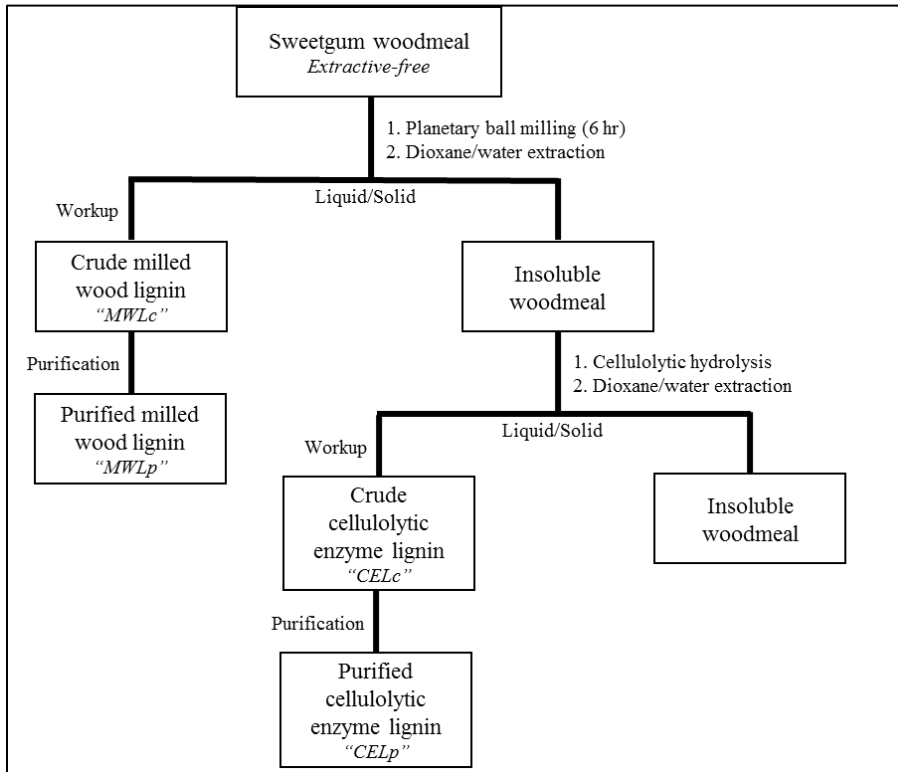 Sweetgum woodmeal
Extractive-free
1. Planetary ball milling (6 hr)
2. Dioxane/water extraction
Liquid/Solid
Workup
Crude milled
wood lignin
“MWLc”
Insoluble
woodmeal
Purification
1. Cellulolytic hydrolysis
2. Dioxane/water extraction
Purified milled
wood lignin
“MWLp”
Liquid/Solid
Workup
Crude
cellulolytic
enzyme lignin
“CELc”
Insoluble
woodmeal
Purification
Purified
cellulolytic
enzyme lignin
“CELp”